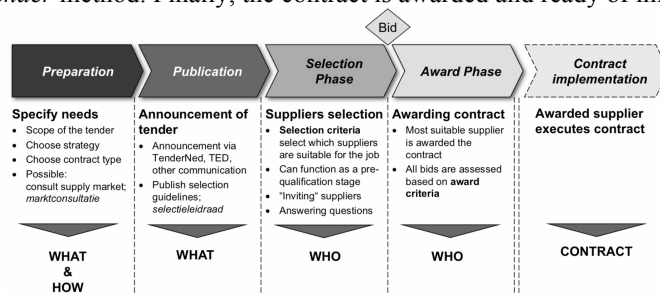 method. Finally, the contract is awarded and ready of
Bid
Preparation
Publication
Selection
Phase
Award Phase
Contract
implementation
Specify needs
• Scope of the tender
• Choose strategy
• Choose contract type
• Possible:
consult supply market;
marktconsultatie
WHAT
&
HOW
Announcement of
tender
• Announcement via
TenderNed, TED,
other communication
• Publish selection
guidelines;
selectieleidraad
WHAT
Suppliers selection
• Selection criteria
select which suppliers
are suitable for the job
• Can function as a pre-
qualification stage
• "Inviting" suppliers
• Answering questions
WHO
Awarding contract
• Most suitable supplier
is awarded the
contract
• All bids are assessed
based on award
criteria
WHO
Awarded supplier
executes contract
CONTRACT